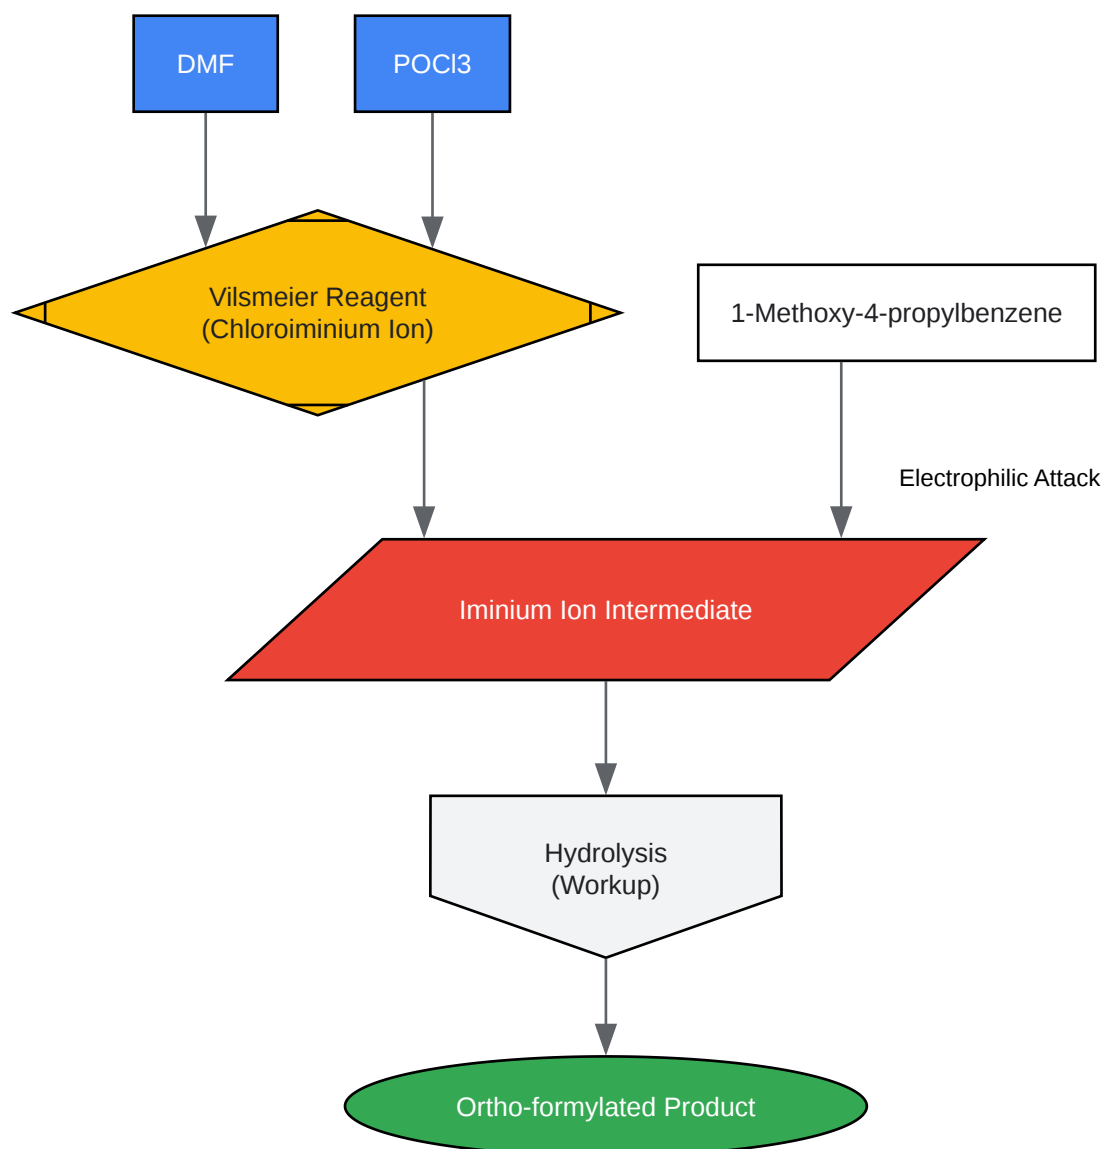 DMF
POCl3
Vilsmeier Reagent
(Chloroiminium Ion)
1-Methoxy-4-propylbenzene
Electrophilic Attack
Iminium Ion Intermediate
Hydrolysis
(Workup)
Ortho-formylated Product